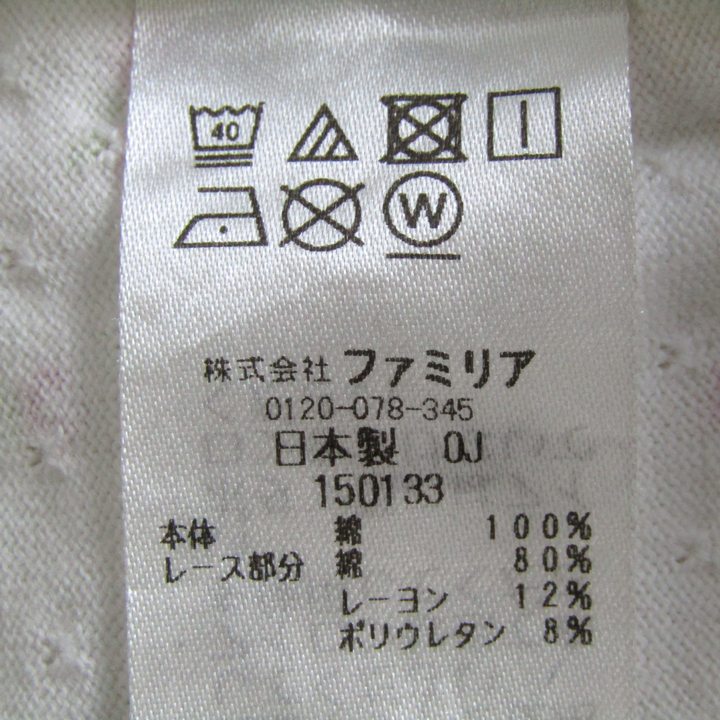 40
W
株式会社 ファミリア
0120-078-345
日本製 OJ
150133
本体 綿 100%
レース部分 綿 80%
レーヨン 12%
ポリウレタン 8%